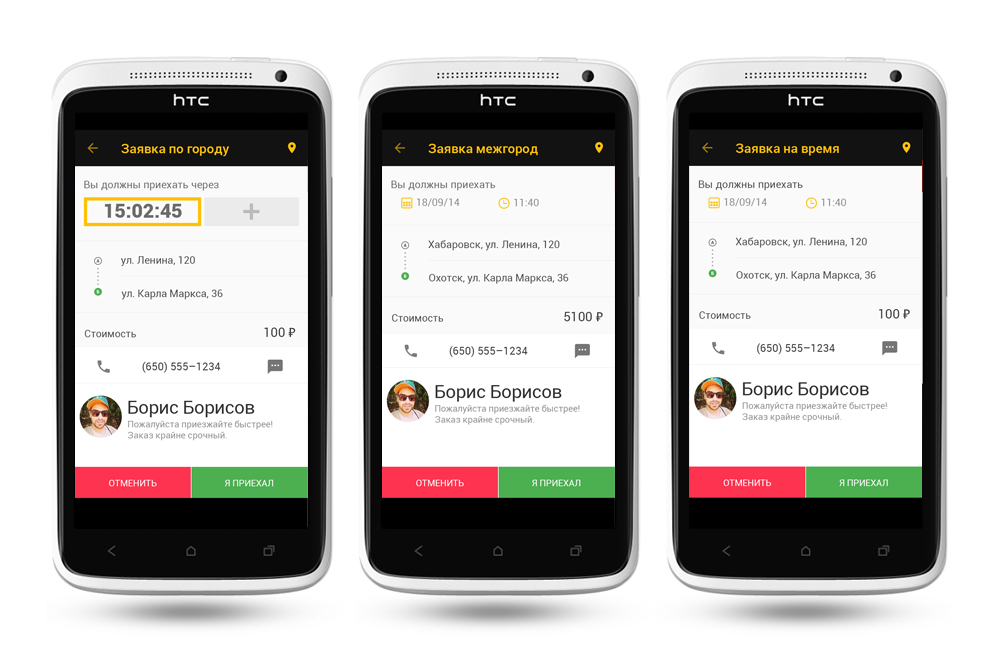 hTC
Заявка по городу
Вы должны приехать через
15:02:45
+
A
ул. Ленина, 120
Б
ул. Карла Маркса, 36
Стоимость
100 ₽
(650) 555–1234
Борис Борисов
Пожалуйста приезжайте быстрее!
Заказ крайне срочный.
ОТМЕНИТЬ
Я ПРИЕХАЛ
hTC
Заявка межгород
Вы должны приехать
18/09/14
11:40
A
Хабаровск, ул. Ленина, 120
Б
Охотск, ул. Карла Маркса, 36
Стоимость
5100 ₽
(650) 555–1234
Борис Борисов
Пожалуйста приезжайте быстрее!
Заказ крайне срочный.
ОТМЕНИТЬ
Я ПРИЕХАЛ
hTC
Заявка на время
Вы должны приехать
18/09/14
11:40
A
Хабаровск, ул. Ленина, 120
Б
Охотск, ул. Карла Маркса, 36
Стоимость
100 ₽
(650) 555–1234
Борис Борисов
Пожалуйста приезжайте быстрее!
Заказ крайне срочный.
ОТМЕНИТЬ
Я ПРИЕХАЛ